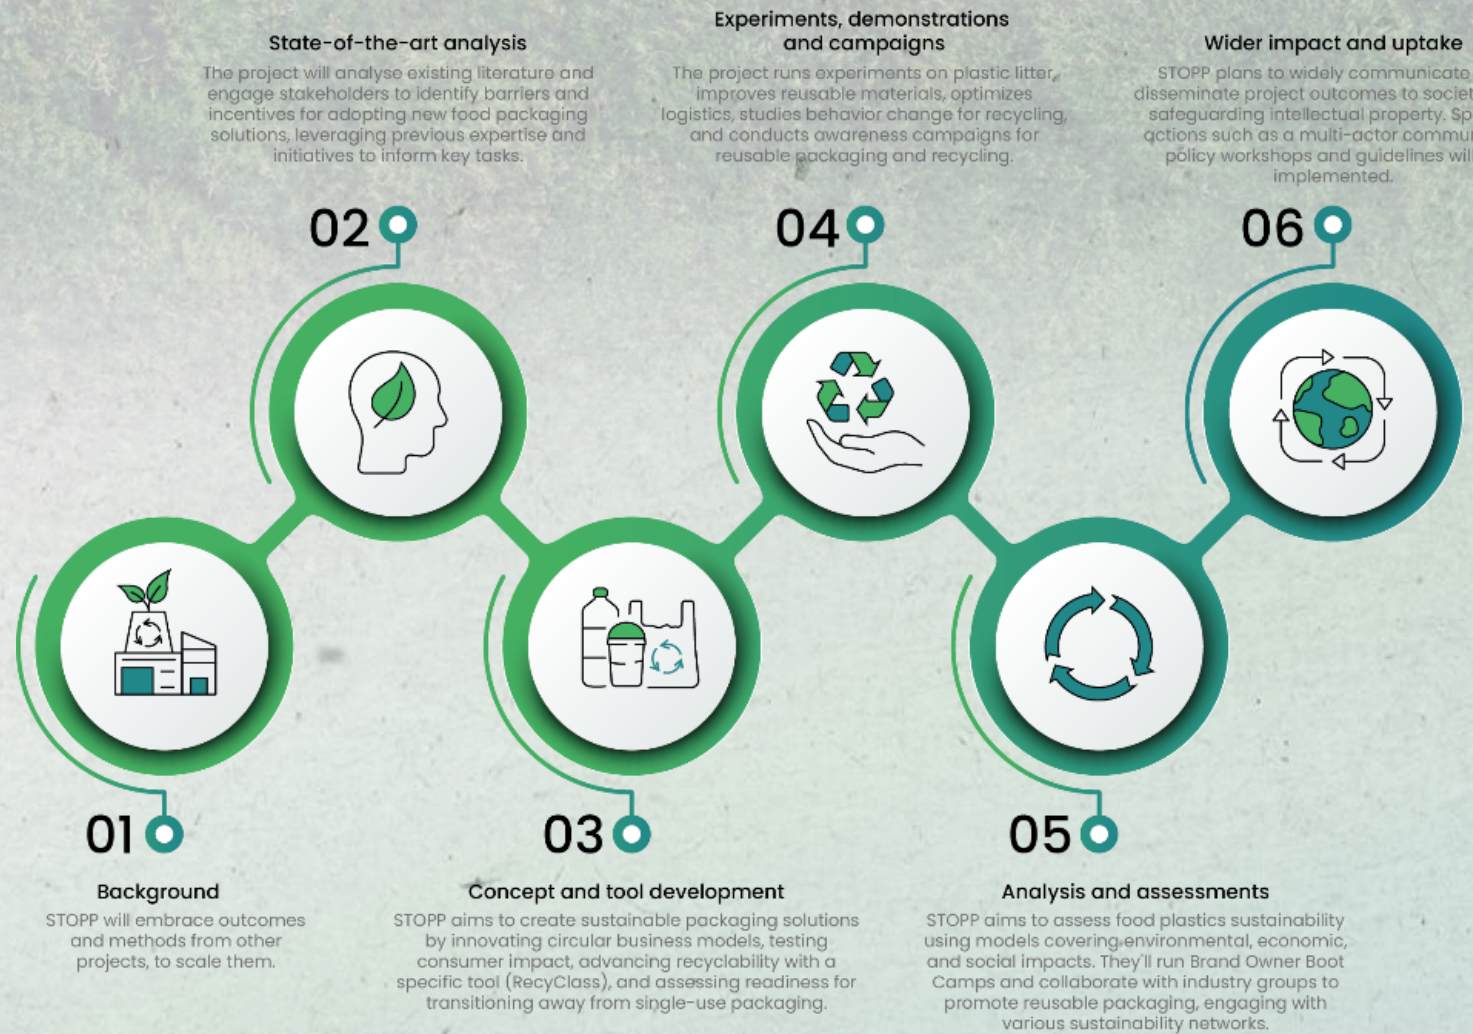 State-of-the-art analysis
The project will analyse existing literature and
engage stakeholders to identify barriers and
incentives for adopting new food packaging
solutions, leveraging previous expertise and
initiatives to inform key tasks.
02
Experiments, demonstrations
and campaigns
The project runs experiments on plastic litter,
improves reusable materials, optimizes
logistics, studies behavior change for recycling,
and conducts awareness campaigns for
reusable packaging and recycling.
04
Wider impact and uptake
STOPP plans to widely communicate
disseminate project outcomes to
safeguarding intellectual property.
actions such as a multi-actor
policy workshops and guidelines
implemented.
06
01
Background
STOPP will embrace outcomes
and methods from other
projects, to scale them.
03
Concept and tool development
STOPP aims to create sustainable packaging solutions
by innovating circular business models, testing
consumer impact, advancing recyclability with a
specific tool (RecyClass), and assessing readiness for
transitioning away from single-use packaging.
05
Analysis and assessments
STOPP aims to assess food plastics sustainability
using models covering environmental, economic,
and social impacts. They'll run Brand Owner Boot
Camps and collaborate with industry groups to
promote reusable packaging, engaging with
various sustainability networks.